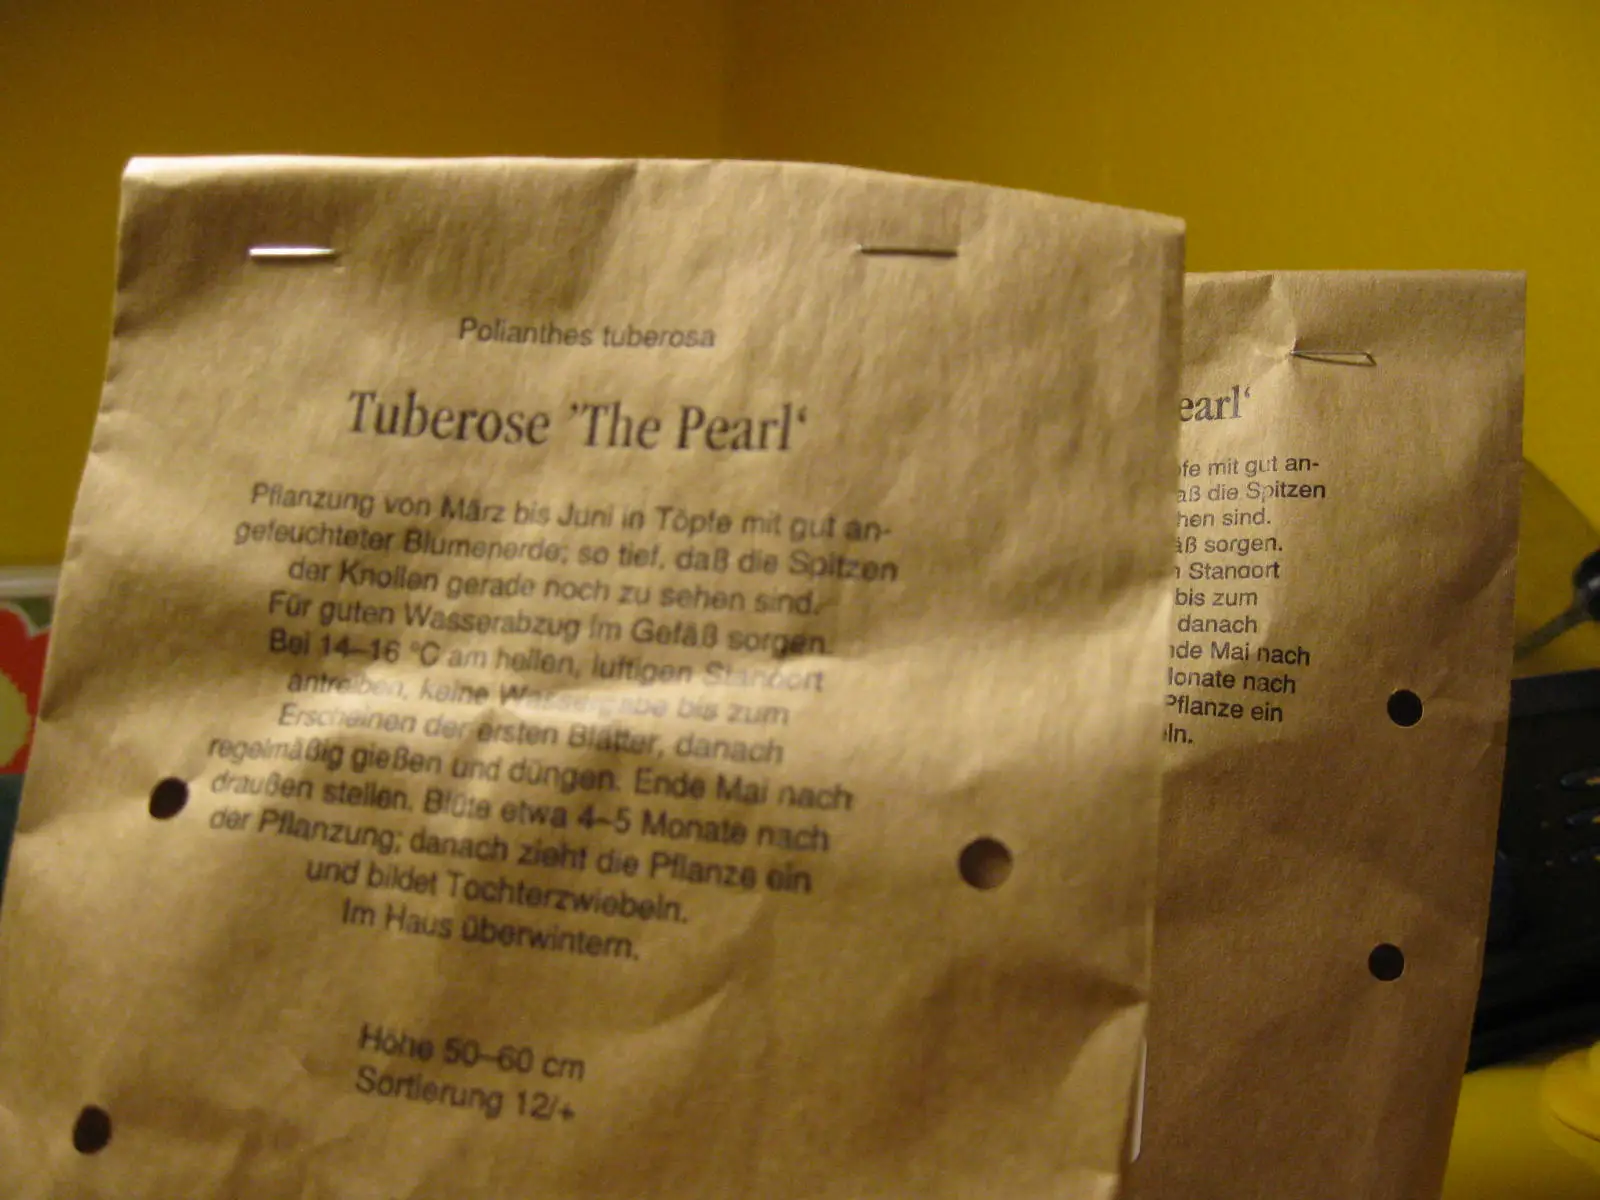 Polianthes tuberosa
Tuberose ’The Pearl‘
Pflanzung von März bis Juni in Töpfe mit gut an-
gefeuchteter Blumenerde; so tief, daß die Spitzen
der Knollen gerade noch zu sehen sind.
Für guten Wasserabzug im Gefäß sorgen.
Bei 14–16 °C am hellen, luftigen Standort
antreiben, keine Wassergabe bis zum
Erscheinen der ersten Blätter, danach
regelmäßig gießen und düngen. Ende Mai nach
draußen stellen. Blüte etwa 4–5 Monate nach
der Pflanzung; danach zieht die Pflanze ein
und bildet Tochterzwiebeln.
Im Haus überwintern.
Höhe 50–60 cm
Sortierung 12/+
earl‘
fe mit gut an-
aß die Spitzen
hen sind.
äß sorgen.
n Standort
bis zum
danach
nde Mai nach
Monate nach
Pflanze ein
eln.